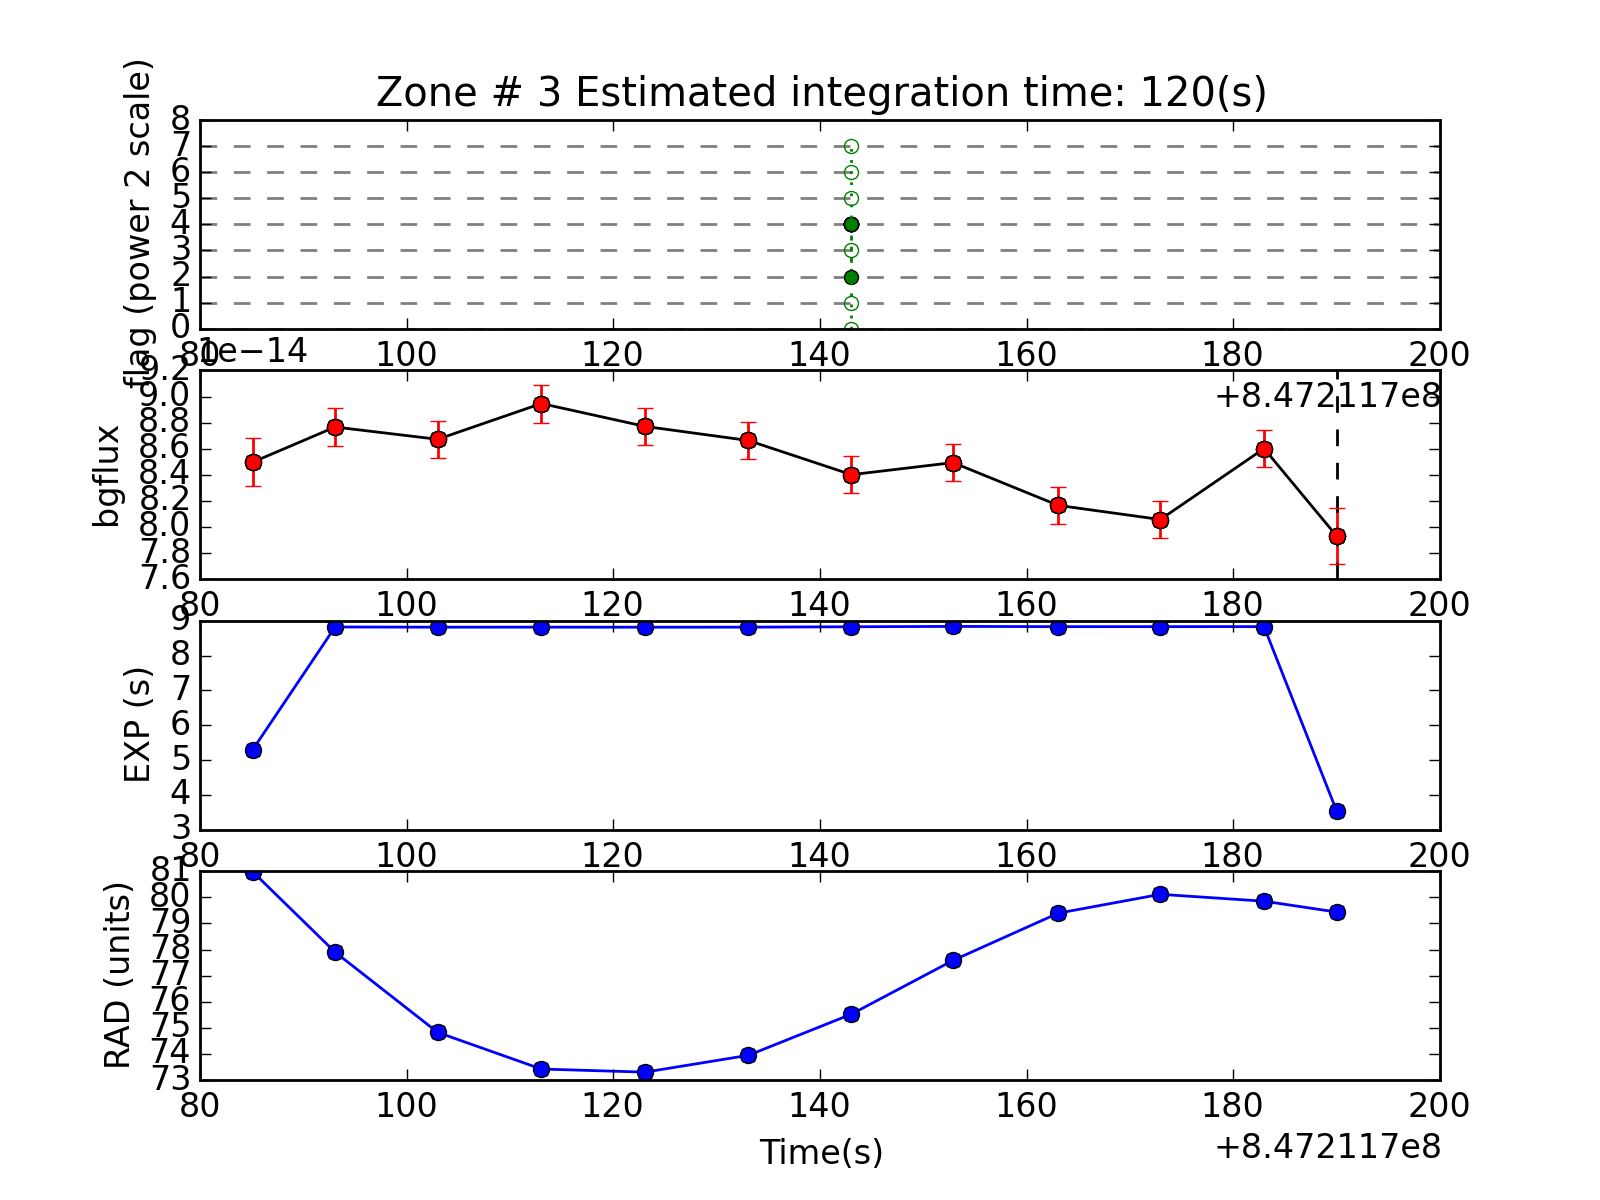 Zone # 3 Estimated integration time: 120(s)
flag (power 2 scale)
8
7
6
5
4
3
2
1
0
80 100 120 140 160 180 200
1e−14
+8.472117e8
bgflux
9.2
9.0
8.8
8.6
8.4
8.2
8.0
7.8
7.6
80 100 120 140 160 180 200
EXP (s)
9
8
7
6
5
4
3
80 100 120 140 160 180 200
RAD (units)
81
80
79
78
77
76
75
74
73
80 100 120 140 160 180 200
Time(s)
+8.472117e8